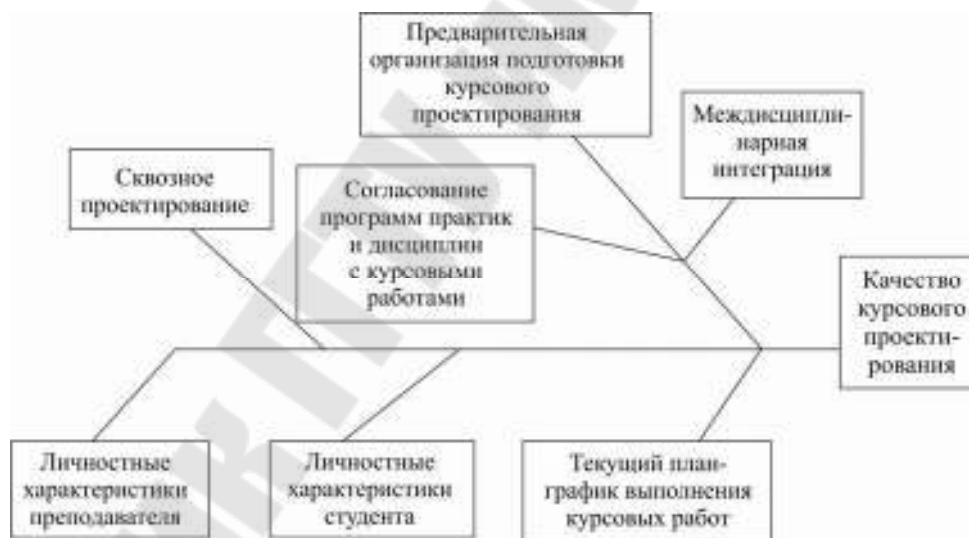 Предварительная
организация подготовки
курсового
проектирования
Междисципли-
нарная
интеграция
Сквозное
проектирование
Согласование
программ практик
и дисциплин
с курсовыми
работами
Качество
курсового
проекти-
рования
Личностные
характеристики
преподавателя
Личностные
характеристики
студента
Текущий план-
график выполнения
курсовых работ